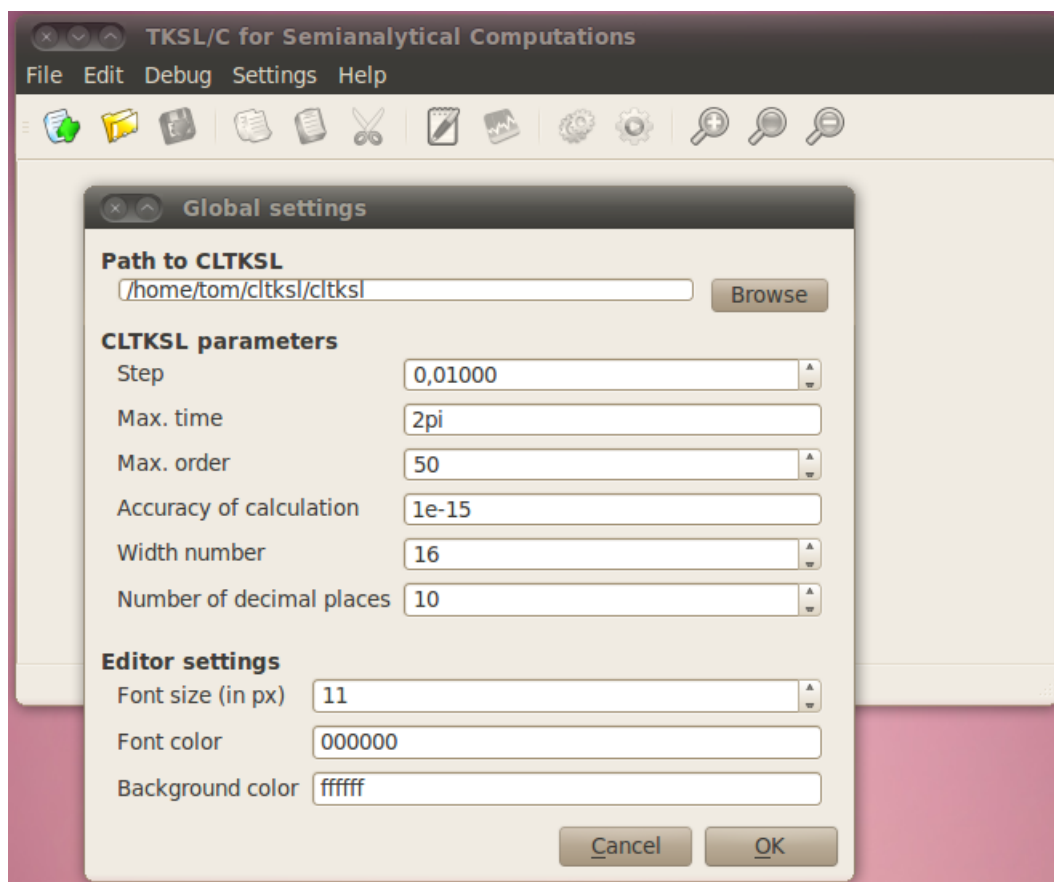 TKSL/C for Semianalytical Computations
File Edit Debug Settings Help
Global settings
Path to CLTKSL
/home/tom/cltksl/cltksl
Browse
CLTKSL parameters
Step 0,01000
Max. time 2pi
Max. order 50
Accuracy of calculation 1e-15
Width number 16
Number of decimal places 10
Editor settings
Font size (in px) 11
Font color 000000
Background color ffffff
Cancel OK